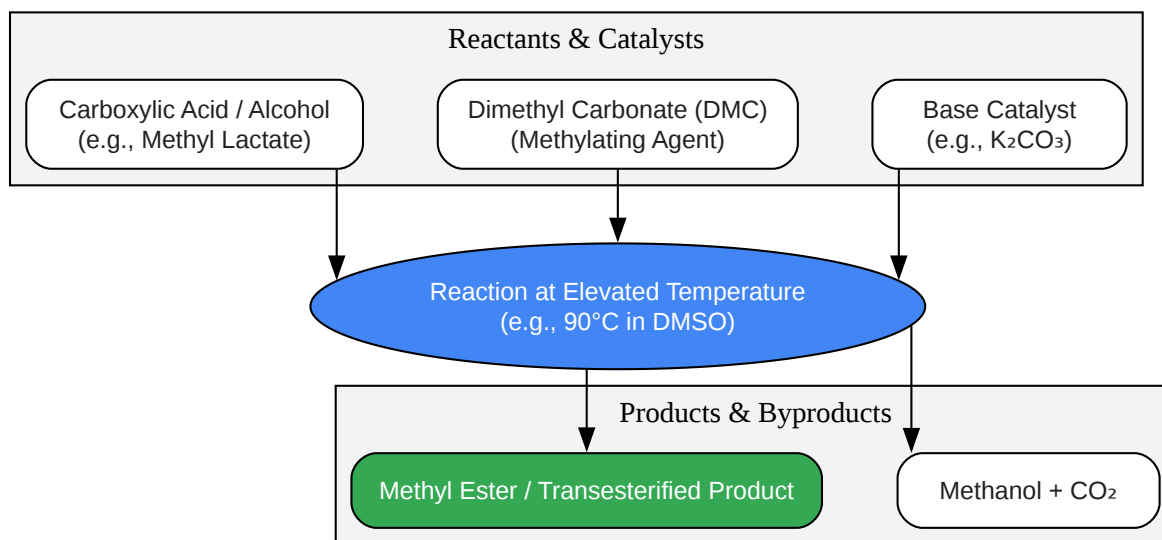 Reactants & Catalysts
Carboxylic Acid / Alcohol
(e.g., Methyl Lactate)
Dimethyl Carbonate (DMC)
(Methylating Agent)
Base Catalyst
(e.g., K₂CO₃)
Reaction at Elevated Temperature
(e.g., 90°C in DMSO)
Products & Byproducts
Methyl Ester / Transesterified Product
Methanol + CO₂